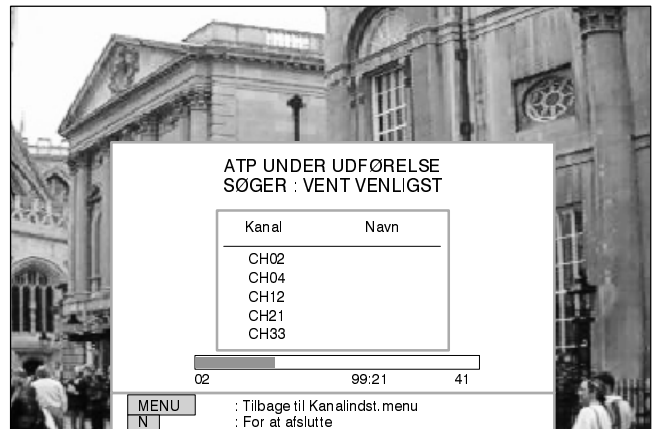 ATP UNDER UDFØRELSE
SØGER : VENT VENLIGST
Kanal Navn
CH02
CH04
CH12
CH21
CH33
02 99:21 41
MENU : Tilbage til Kanalindst. menu
N : For at afslutte